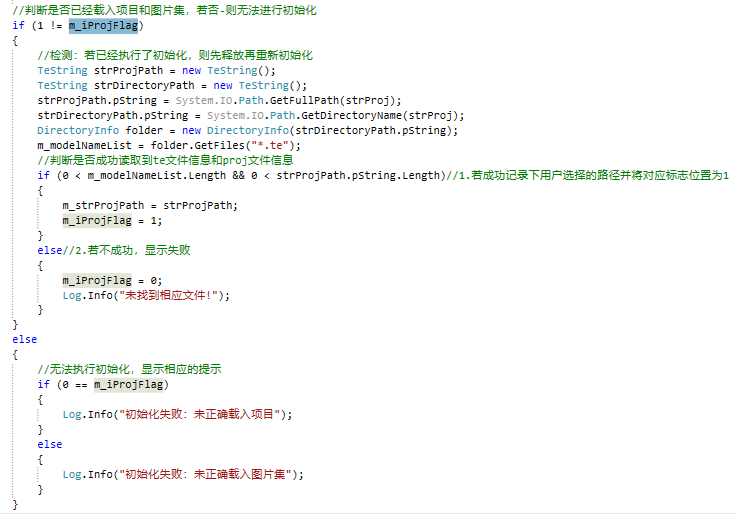 //判断是否已经载入项目和图片集，若否-则无法进行初始化
if (1 != m_iProjFlag)
{
//检测：若已经执行了初始化，则先释放再重新初始化
TeString strProjPath = new TeString();
TeString strDirectoryPath = new TeString();
strProjPath.pString = System.IO.Path.GetFullPath(strProj);
strDirectoryPath.pString = System.IO.Path.GetDirectoryName(strProj);
DirectoryInfo folder = new DirectoryInfo(strDirectoryPath.pString);
m_modelNameList = folder.GetFiles("*.te");
//判断是否成功读取到te文件信息和proj文件信息
if (0 < m_modelNameList.Length && 0 < strProjPath.pString.Length)//1.若成功记录下用户选择的路径并将对应标志位置为1
{
m_strProjPath = strProjPath;
m_iProjFlag = 1;
}
else//2.若不成功，显示失败
{
m_iProjFlag = 0;
Log.Info("未找到相应文件!");
}
}
else
{
//无法执行初始化，显示相应的提示
if (0 == m_iProjFlag)
{
Log.Info("初始化失败：未正确载入项目");
}
else
{
Log.Info("初始化失败：未正确载入图片集");
}
}